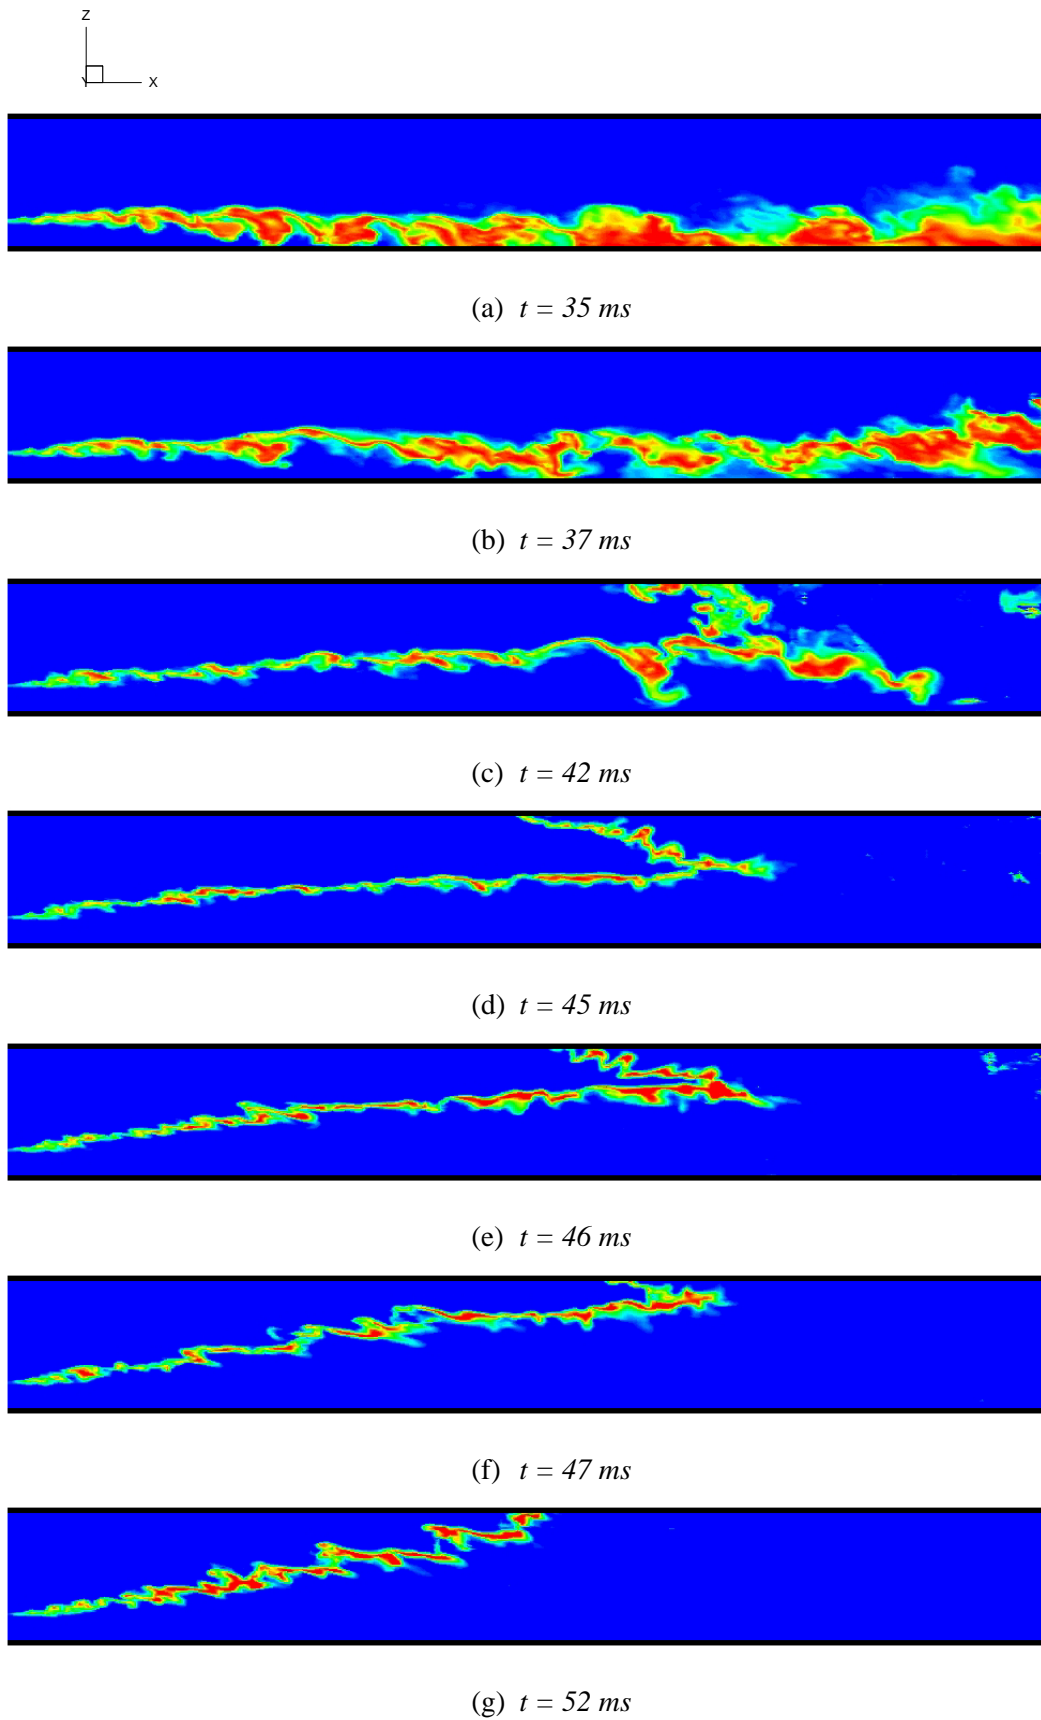 Z
Y X
(a) t = 35 ms
(b) t = 37 ms
(c) t = 42 ms
(d) t = 45 ms
(e) t = 46 ms
(f) t = 47 ms
(g) t = 52 ms